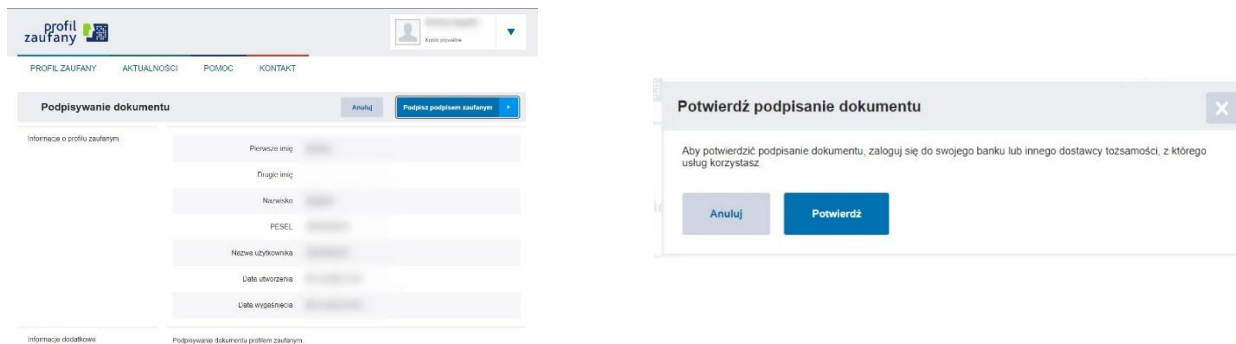 profil
zaufany
Konto prywatne
PROFIL ZAUFANY AKTUALNOŚCI POMOC KONTAKT
Podpisywanie dokumentu
Anuluj
Podpisz podpisem zaufanym
Informacje o profilu zaufanym
Pierwsze imię
Drugie imię
Nazwisko
PESEL
Nazwa użytkownika
Data utworzenia
Data wygaśnięcia
Informacje dodatkowe
Podpisywanie dokumentu profilem zaufanym.
Potwierdź podpisanie dokumentu
X
Aby potwierdzić podpisanie dokumentu, zaloguj się do swojego banku lub innego dostawcy tożsamości, z którego
usług korzystasz
Anuluj
Potwierdź